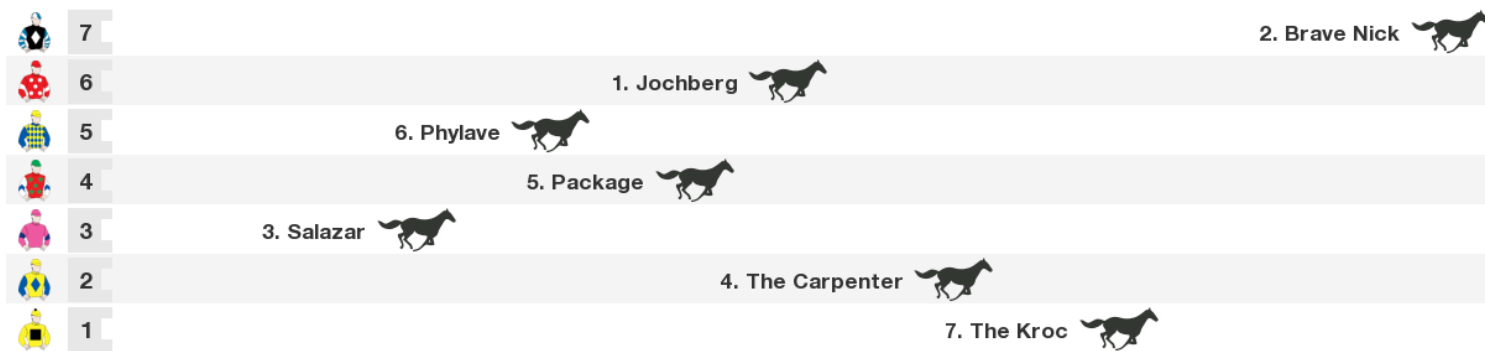 7 2. Brave Nick
6 1. Jochberg
5 6. Phylave
4 5. Package
3 3. Salazar
2 4. The Carpenter
1 7. The Kroc